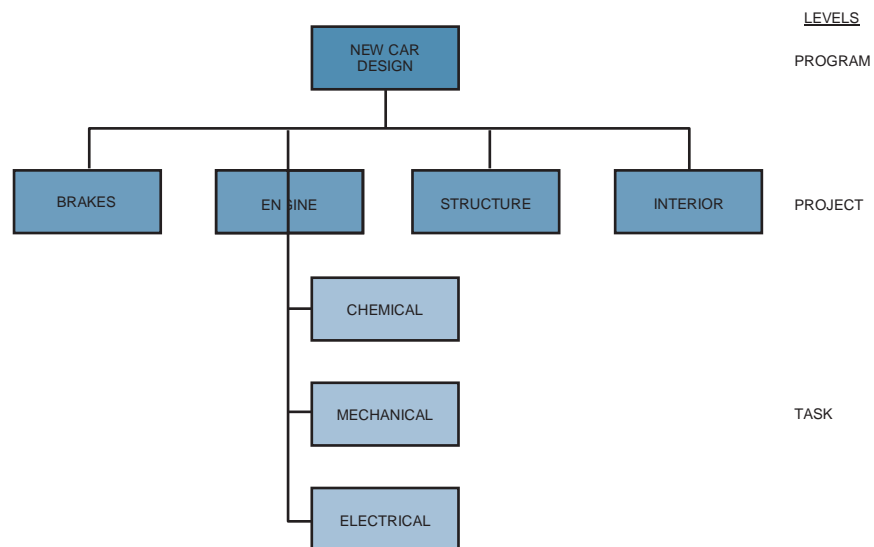 LEVELS
NEW CAR
DESIGN
PROGRAM
BRAKES
ENGINE
STRUCTURE
INTERIOR
PROJECT
CHEMICAL
MECHANICAL
TASK
ELECTRICAL